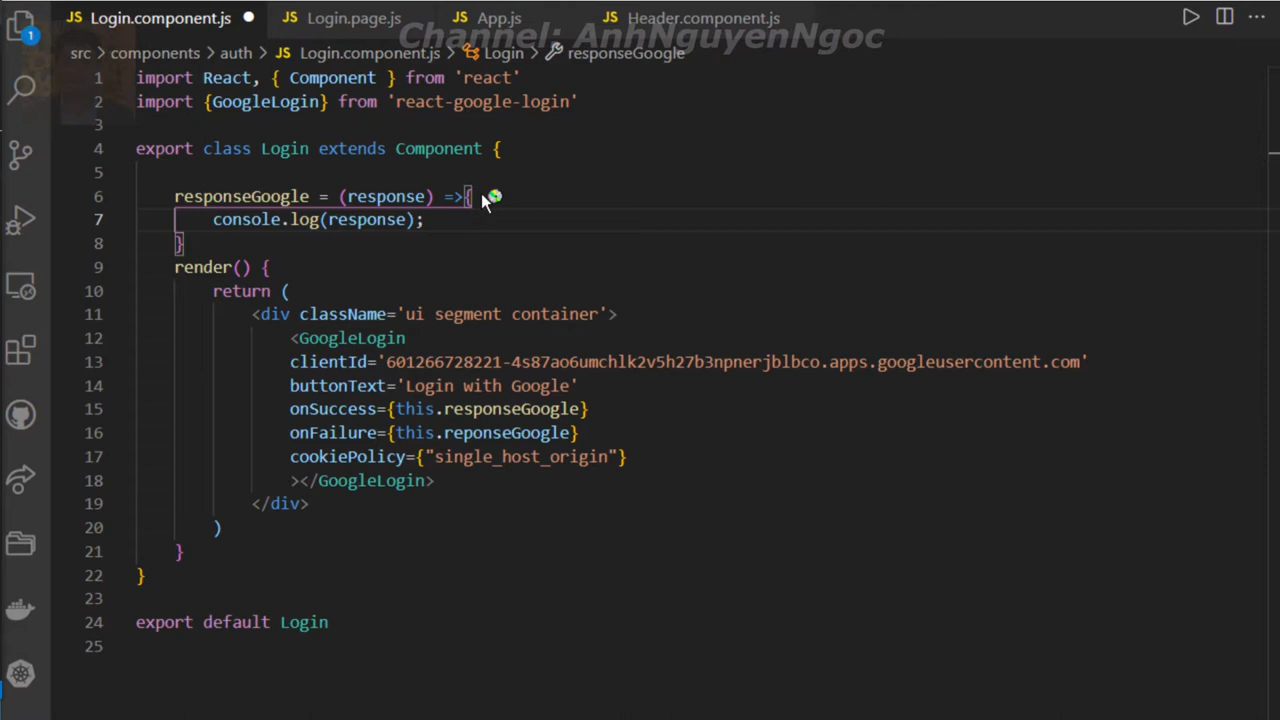 JS Login.component.js JS Login.page.js JS App.js JS Header.component.js
Channel: AnhNguyenNgoc
src > components > auth > JS Login.component.js > Login > responseGoogle
1 import React, { Component } from 'react'
2 import {GoogleLogin} from 'react-google-login'
3
4 export class Login extends Component {
5
6 responseGoogle = (response) =>{
7 console.log(response);
8 }
9 render() {
10 return (
11 <div className='ui segment container'>
12 <GoogleLogin
13 clientId='601266728221-4s87ao6umchlk2v5h27b3npnerjblbco.apps.googleusercontent.com'
14 buttonText='Login with Google'
15 onSuccess={this.responseGoogle}
16 onFailure={this.reponseGoogle}
17 cookiePolicy={"single_host_origin"}
18 ></GoogleLogin>
19 </div>
20 )
21 }
22 }
23
24 export default Login
25
1